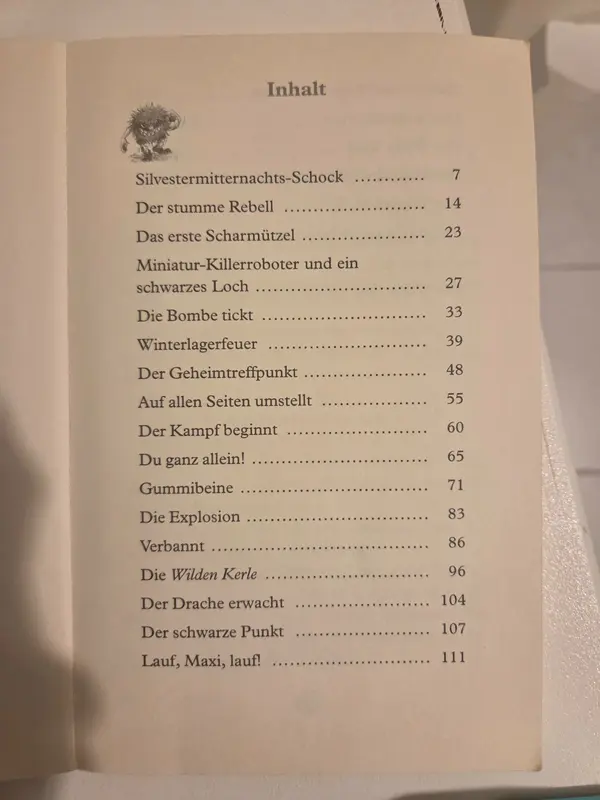 Inhalt
Silvestermitternachts-Schock ............ 7
Der stumme Rebell ....................... 14
Das erste Scharmützel .................... 23
Miniatur-Killerroboter und ein
schwarzes Loch ............................ 27
Die Bombe tickt ........................... 33
Winterlagerfeuer .......................... 39
Der Geheimtreffpunkt .................... 48
Auf allen Seiten umstellt ................. 55
Der Kampf beginnt ....................... 60
Du ganz allein! ............................. 65
Gummibeine ............................... 71
Die Explosion .............................. 83
Verbannt .................................... 86
Die Wilden Kerle ........................... 96
Der Drache erwacht ...................... 104
Der schwarze Punkt ...................... 107
Lauf, Maxi, lauf! .......................... 111